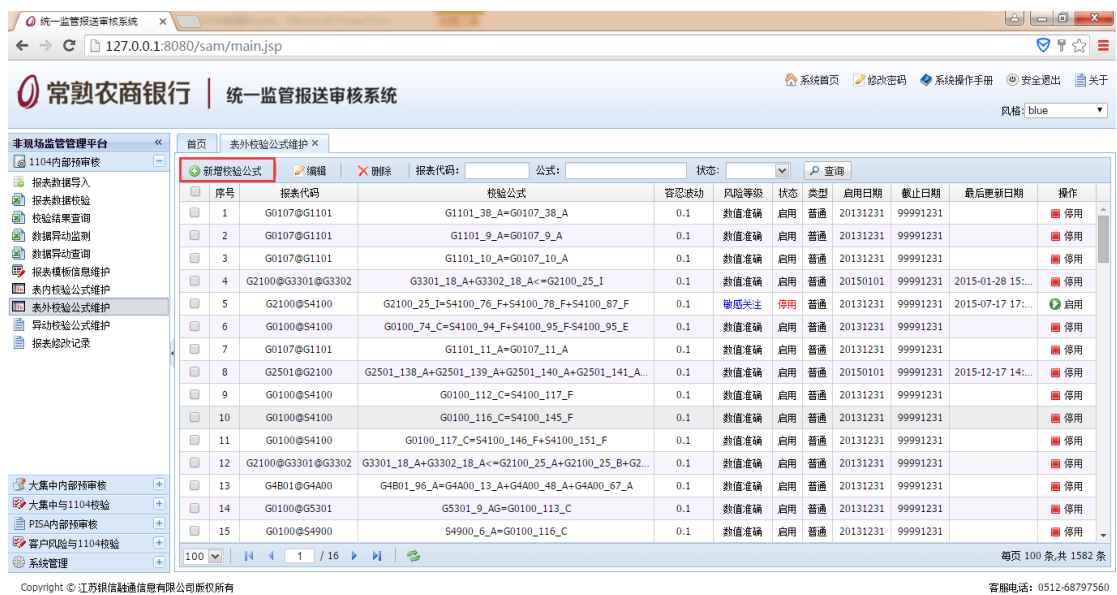 统一监管报送审核系统 ×
127.0.0.1:8080/sam/main.jsp
常熟农商银行 统一监管报送审核系统
系统首页 修改密码 系统操作手册 安全退出 关于
风格: blue
非现场监管管理平台 «
1104内部预审核
报表数据导入
报表数据校验
校验结果查询
数据异动监测
数据异动查询
报表模板信息维护
表内校验公式维护
表外校验公式维护
异动校验公式维护
报表修改记录
大集中内部预审核
大集中与1104校验
PISA内部预审核
客户风险与1104校验
系统管理
首页 表外校验公式维护 ×
新增校验公式 编辑 删除 报表代码: 公式: 状态: 查询
序号 报表代码 校验公式 容忍波动 风险等级 状态 类型 启用日期 截止日期 最后更新日期 操作
1 G0107@G1101 G1101_38_A=G0107_38_A 0.1 数值准确 启用 普通 20131231 99991231 停用
2 G0107@G1101 G1101_9_A=G0107_9_A 0.1 数值准确 启用 普通 20131231 99991231 停用
3 G0107@G1101 G1101_10_A=G0107_10_A 0.1 数值准确 启用 普通 20131231 99991231 停用
4 G2100@G3301@G3302 G3301_18_A+G3302_18_A<=G2100_25_I 0.1 数值准确 启用 普通 20150101 99991231 2015-01-28 15:... 停用
5 G2100@S4100 G2100_25_I=S4100_76_F+S4100_78_F+S4100_87_F 0.1 敏感关注 停用 普通 20131231 99991231 2015-07-17 17:... 启用
6 G0100@S4100 G0100_74_C=S4100_94_F+S4100_95_F-S4100_95_E 0.1 数值准确 启用 普通 20131231 99991231 停用
7 G0107@G1101 G1101_11_A=G0107_11_A 0.1 数值准确 启用 普通 20131231 99991231 停用
8 G2501@G2100 G2501_138_A+G2501_139_A+G2501_140_A+G2501_141_A... 0.1 数值准确 启用 普通 20150101 99991231 2015-12-17 14:... 停用
9 G0100@S4100 G0100_112_C=S4100_117_F 0.1 数值准确 启用 普通 20131231 99991231 停用
10 G0100@S4100 G0100_116_C=S4100_145_F 0.1 数值准确 启用 普通 20131231 99991231 停用
11 G0100@S4100 G0100_117_C=S4100_146_F+S4100_151_F 0.1 数值准确 启用 普通 20131231 99991231 停用
12 G2100@G3301@G3302 G3301_18_A+G3302_18_A<=G2100_25_A+G2100_25_B+G2... 0.1 数值准确 启用 普通 20131231 99991231 停用
13 G4B01@G4A00 G4B01_96_A=G4A00_13_A+G4A00_48_A+G4A00_67_A 0.1 数值准确 启用 普通 20131231 99991231 停用
14 G0100@G5301 G5301_9_AG=G0100_113_C 0.1 数值准确 启用 普通 20131231 99991231 停用
15 G0100@S4900 S4900_6_A=G0100_116_C 0.1 数值准确 启用 普通 20131231 99991231 停用
100 1 / 16 每页 100 条,共 1582 条
Copyright © 江苏银信融通信息有限公司版权所有 客服电话: 0512-68797560